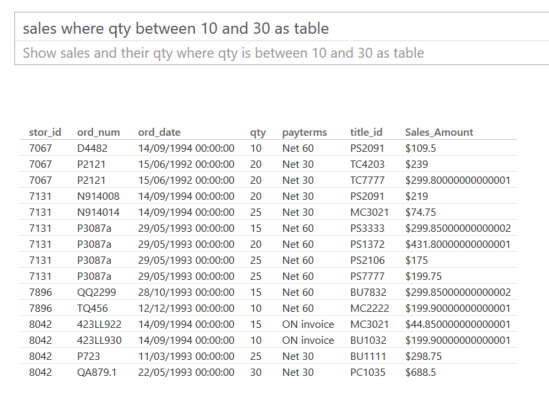 sales where qty between 10 and 30 as table
Show sales and their qty where qty is between 10 and 30 as table
stor_id ord_num ord_date qty payterms title_id Sales_Amount
7067 D4482 14/09/1994 00:00:00 10 Net 60 PS2091 $109.5
7067 P2121 15/06/1992 00:00:00 20 Net 30 TC4203 $239
7067 P2121 15/06/1992 00:00:00 20 Net 30 TC7777 $299.80000000000001
7131 N914008 14/09/1994 00:00:00 20 Net 30 PS2091 $219
7131 N914014 14/09/1994 00:00:00 25 Net 30 MC3021 $74.75
7131 P3087a 29/05/1993 00:00:00 15 Net 60 PS3333 $299.85000000000002
7131 P3087a 29/05/1993 00:00:00 20 Net 60 PS1372 $431.80000000000001
7131 P3087a 29/05/1993 00:00:00 25 Net 60 PS2106 $175
7131 P3087a 29/05/1993 00:00:00 25 Net 60 PS7777 $199.75
7896 QQ2299 28/10/1993 00:00:00 15 Net 60 BU7832 $299.85000000000002
7896 TQ456 12/12/1993 00:00:00 10 Net 60 MC2222 $199.90000000000001
8042 423LL922 14/09/1994 00:00:00 15 ON invoice MC3021 $44.850000000000001
8042 423LL930 14/09/1994 00:00:00 10 ON invoice BU1032 $199.90000000000001
8042 P723 11/03/1993 00:00:00 25 Net 30 BU1111 $298.75
8042 QA879.1 22/05/1993 00:00:00 30 Net 30 PC1035 $688.5